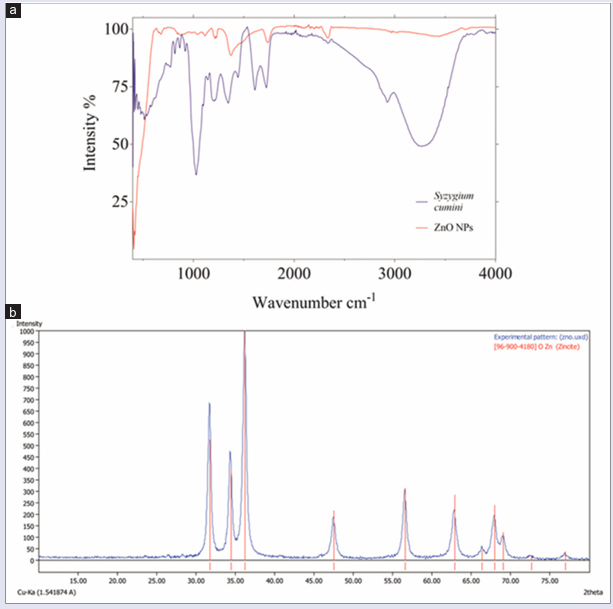 a
100
75
50
25
Intensity %
Syzygium
cumini
ZnO NPs
1000 2000 3000 4000
Wavenumber cm-1
b
Intensity
1000
950
900
850
800
750
700
650
600
550
500
450
400
350
300
250
200
150
100
50
0
Experimental pattern: (zno.uxd)
[96-900-4180] O Zn (Zincite)
15.00 20.00 25.00 30.00 35.00 40.00 45.00 50.00 55.00 60.00 65.00 70.00 75.00
Cu-Ka (1.541874 A) 2theta